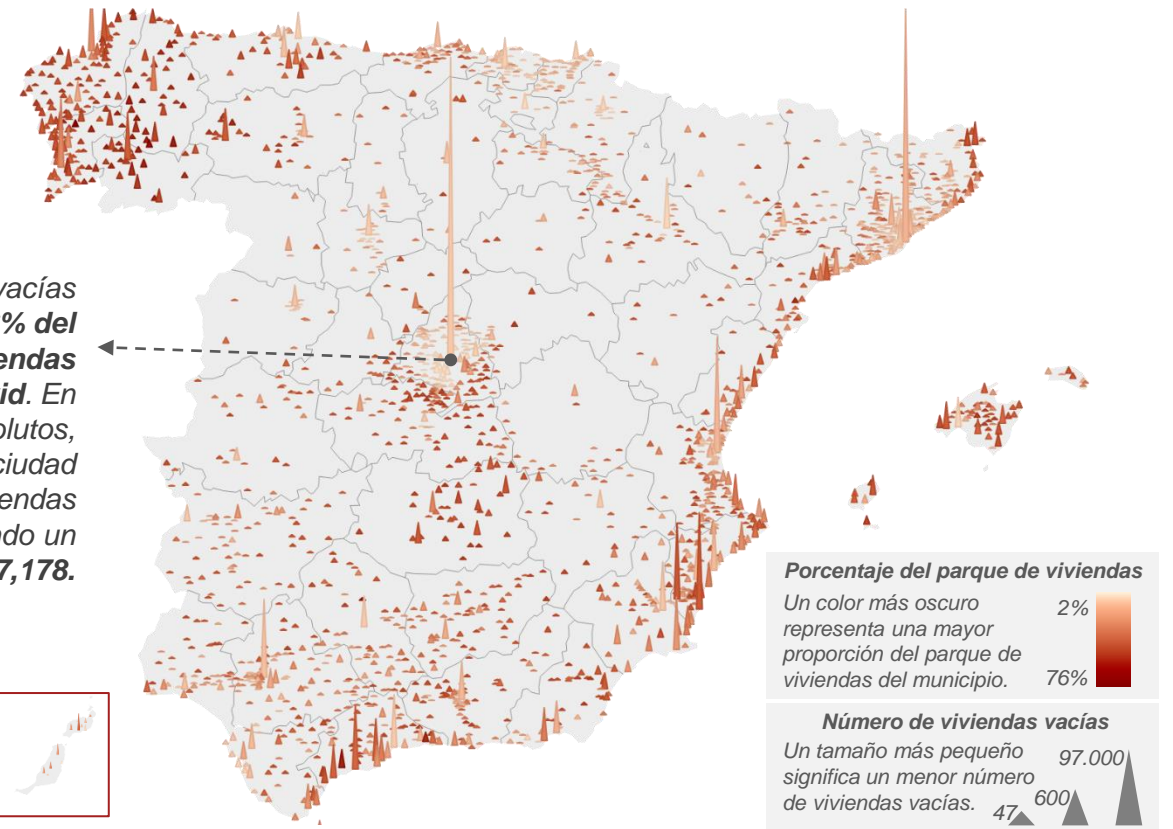 vacías
% del
endas
id. En
olutos,
ciudad
endas
ndo un
7,178.
Porcentaje del parque de viviendas
Un color más oscuro
representa una mayor
proporción del parque de
viviendas del municipio.
2%
76%
Número de viviendas vacías
Un tamaño más pequeño
significa un menor número
de viviendas vacías.
47
600
97.000